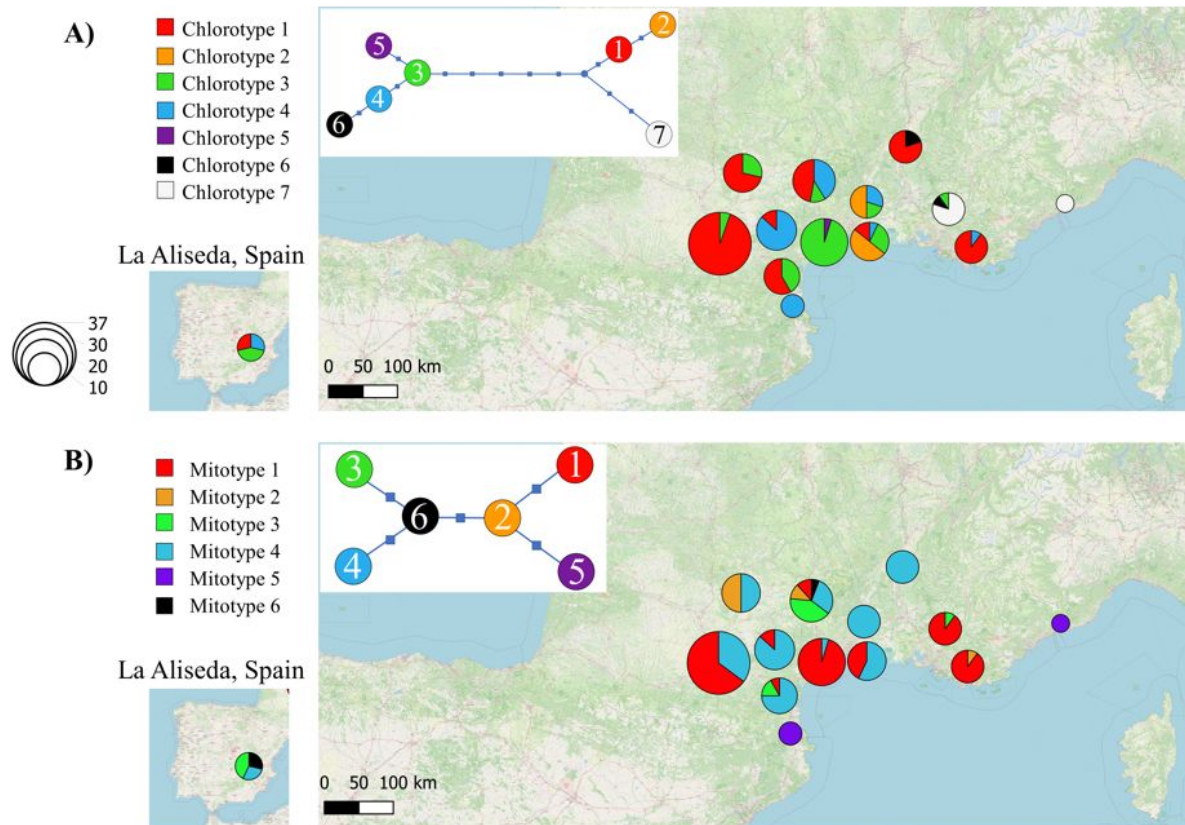 A)
Chlorotype 1
Chlorotype 2
Chlorotype 3
Chlorotype 4
Chlorotype 5
Chlorotype 6
Chlorotype 7
5
3
4
6
1
2
7
La Aliseda, Spain
37
30
20
10
0 50 100 km
B)
Mitotype 1
Mitotype 2
Mitotype 3
Mitotype 4
Mitotype 5
Mitotype 6
3
6
4
2
1
5
La Aliseda, Spain
0 50 100 km